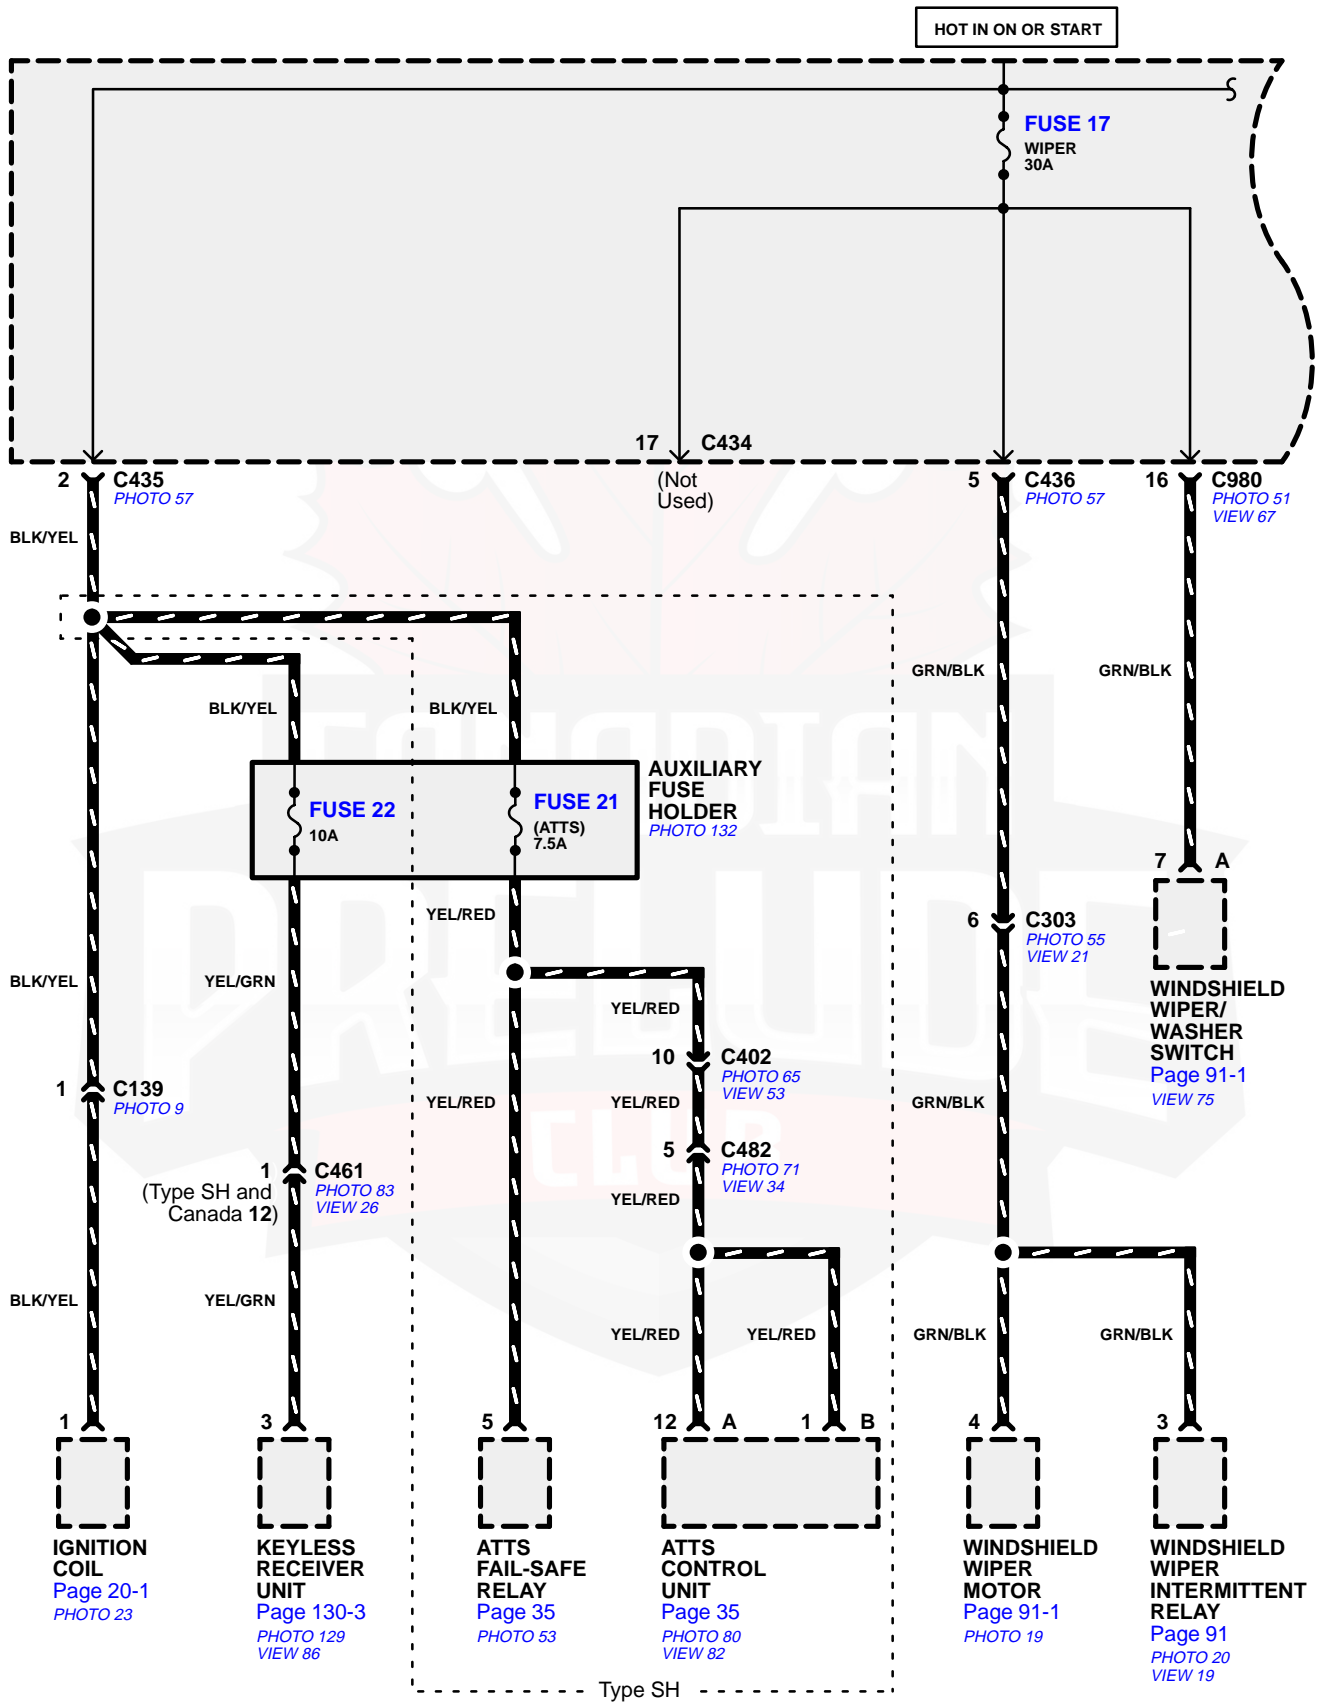 HOT IN ON OR START
FUSE 17
WIPER
30A
17 C434
(Not
Used)
2 C435
PHOTO 57
5 C436
PHOTO 57
16 C980
PHOTO 51
VIEW 67
BLK/YEL
GRN/BLK
GRN/BLK
BLK/YEL
BLK/YEL
AUXILIARY
FUSE
HOLDER
PHOTO 132
FUSE 22
10A
FUSE 21
(ATTS)
7.5A
CANADIAN
PRELUDE
CLUB
7 A
WINDSHIELD
WIPER/
WASHER
SWITCH
Page 91-1
VIEW 75
YEL/RED
6 C303
PHOTO 55
VIEW 21
BLK/YEL
YEL/GRN
YEL/RED
10 C402
PHOTO 65
VIEW 53
1 C139
PHOTO 9
YEL/RED
YEL/RED
GRN/BLK
5 C482
PHOTO 71
VIEW 34
1 C461
(Type SH and
Canada 12)
PHOTO 83
VIEW 26
YEL/RED
BLK/YEL
YEL/GRN
YEL/RED
YEL/RED
GRN/BLK
GRN/BLK
1
3
5
12 A
1 B
4
3
IGNITION
COIL
Page 20-1
PHOTO 23
KEYLESS
RECEIVER
UNIT
Page 130-3
PHOTO 129
VIEW 86
ATTS
FAIL-SAFE
RELAY
Page 35
PHOTO 53
ATTS
CONTROL
UNIT
Page 35
PHOTO 80
VIEW 82
WINDSHIELD
WIPER
MOTOR
Page 91-1
PHOTO 19
WINDSHIELD
WIPER
INTERMITTENT
RELAY
Page 91
PHOTO 20
VIEW 19
Type SH